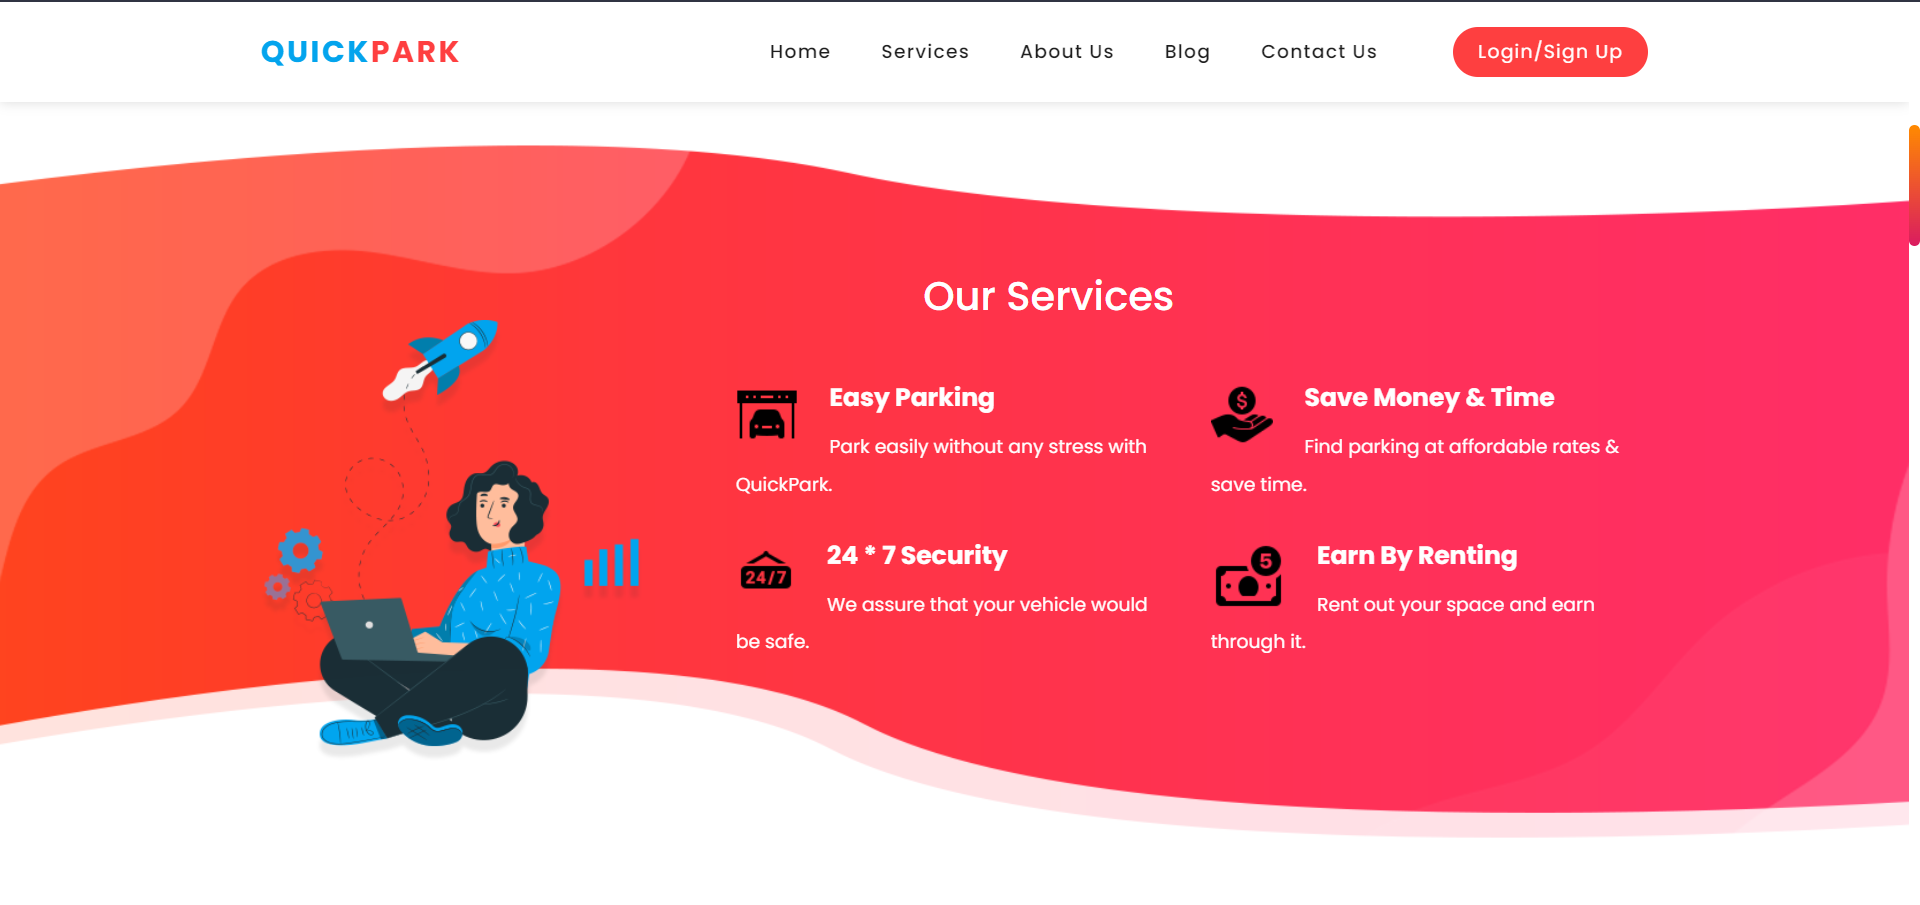 QUICKPARK
Home Services About Us Blog Contact Us Login/Sign Up
Our Services
Easy Parking
Park easily without any stress with
QuickPark.
$
Save Money & Time
Find parking at affordable rates &
save time.
24/7
24 * 7 Security
We assure that your vehicle would
be safe.
5
Earn By Renting
Rent out your space and earn
through it.